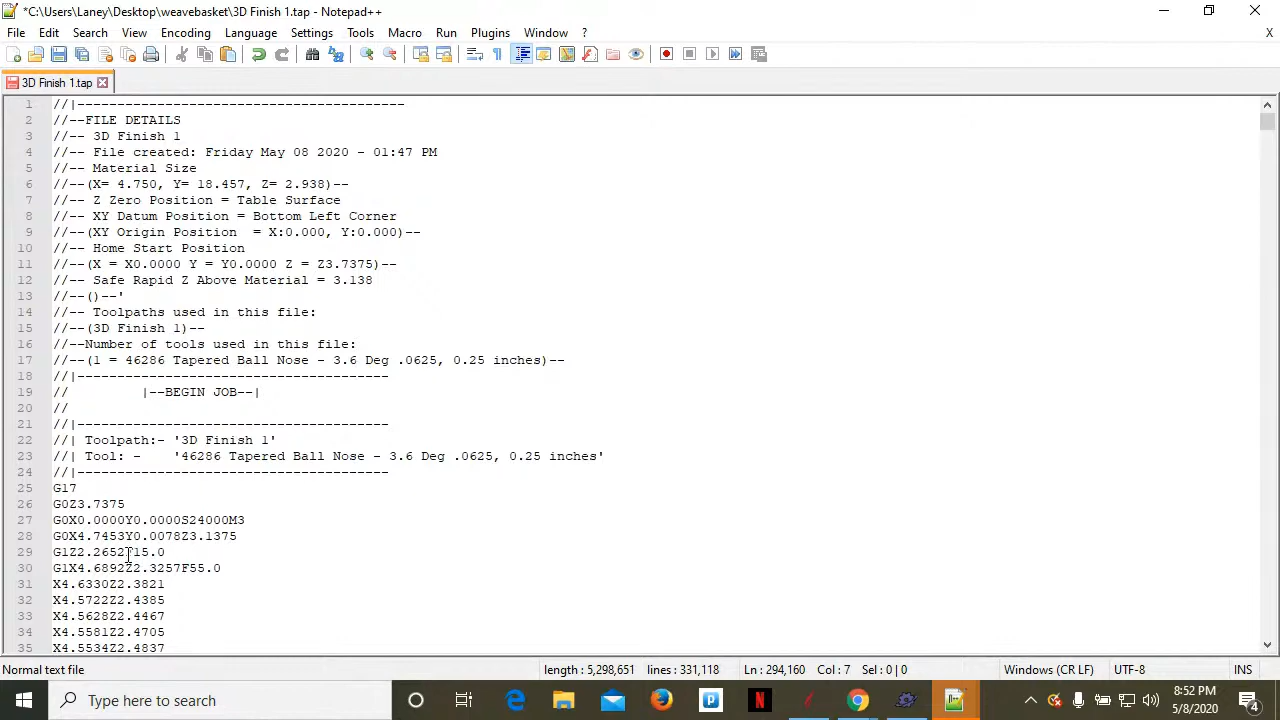 *C:\Users\Laney\Desktop\weavebasket\3D Finish 1.tap - Notepad++
File Edit Search View Encoding Language Settings Tools Macro Run Plugins Window ? X
3D Finish 1.tap
1 //|-----------------------------------------
2 //--FILE DETAILS
3 //-- 3D Finish 1
4 //-- File created: Friday May 08 2020 - 01:47 PM
5 //-- Material Size
6 //--(X= 4.750, Y= 18.457, Z= 2.938)--
7 //-- Z Zero Position = Table Surface
8 //-- XY Datum Position = Bottom Left Corner
9 //--(XY Origin Position  = X:0.000, Y:0.000)--
10 //-- Home Start Position
11 //--(X = X0.0000 Y = Y0.0000 Z = Z3.7375)--
12 //-- Safe Rapid Z Above Material = 3.138
13 //--()--'
14 //-- Toolpaths used in this file:
15 //--(3D Finish 1)--
16 //--Number of tools used in this file:
17 //--(1 = 46286 Tapered Ball Nose - 3.6 Deg .0625, 0.25 inches)--
18 //|---------------------------------------
19 //         |--BEGIN JOB--|
20 //
21 //|---------------------------------------
22 //| Toolpath:- '3D Finish 1'
23 //| Tool: -    '46286 Tapered Ball Nose - 3.6 Deg .0625, 0.25 inches'
24 //|---------------------------------------
25 G17
26 G0Z3.7375
27 G0X0.0000Y0.0000S24000M3
28 G0X4.7453Y0.0078Z3.1375
29 G1Z2.2652F15.0
30 G1X4.6892Z2.3257F55.0
31 X4.6330Z2.3821
32 X4.5722Z2.4385
33 X4.5628Z2.4467
34 X4.5581Z2.4705
35 X4.5534Z2.4837
Normal text file length : 5,298,651 lines : 331,118 Ln : 294,160 Col : 7 Sel : 0 | 0 Windows (CR LF) UTF-8 INS
Type here to search
8:52 PM
5/8/2020
4